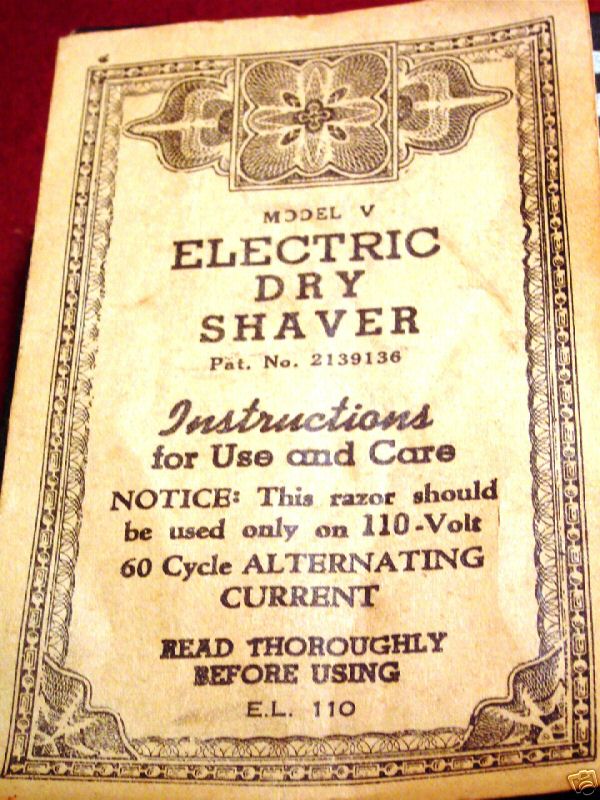 MODEL V
ELECTRIC
DRY
SHAVER
Pat. No. 2139136
Instructions
for Use and Care
NOTICE: This razor should
be used only on 110-Volt
60 Cycle ALTERNATING
CURRENT
READ THOROUGHLY
BEFORE USING
E.L. 110